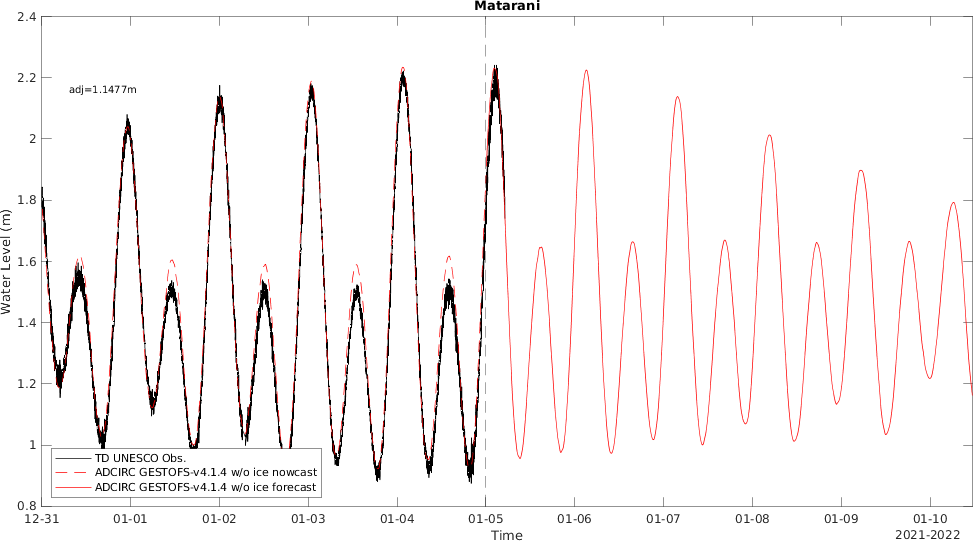 Matarani
2.4
2.2
adj=1.1477m
2
1.8
1.6
1.4
1.2
1
0.8
Water Level (m)
TD UNESCO Obs.
ADCIRC GESTOFS-v4.1.4 w/o ice nowcast
ADCIRC GESTOFS-v4.1.4 w/o ice forecast
12-31 01-01 01-02 01-03 01-04 01-05 01-06 01-07 01-08 01-09 01-10
Time
2021-2022